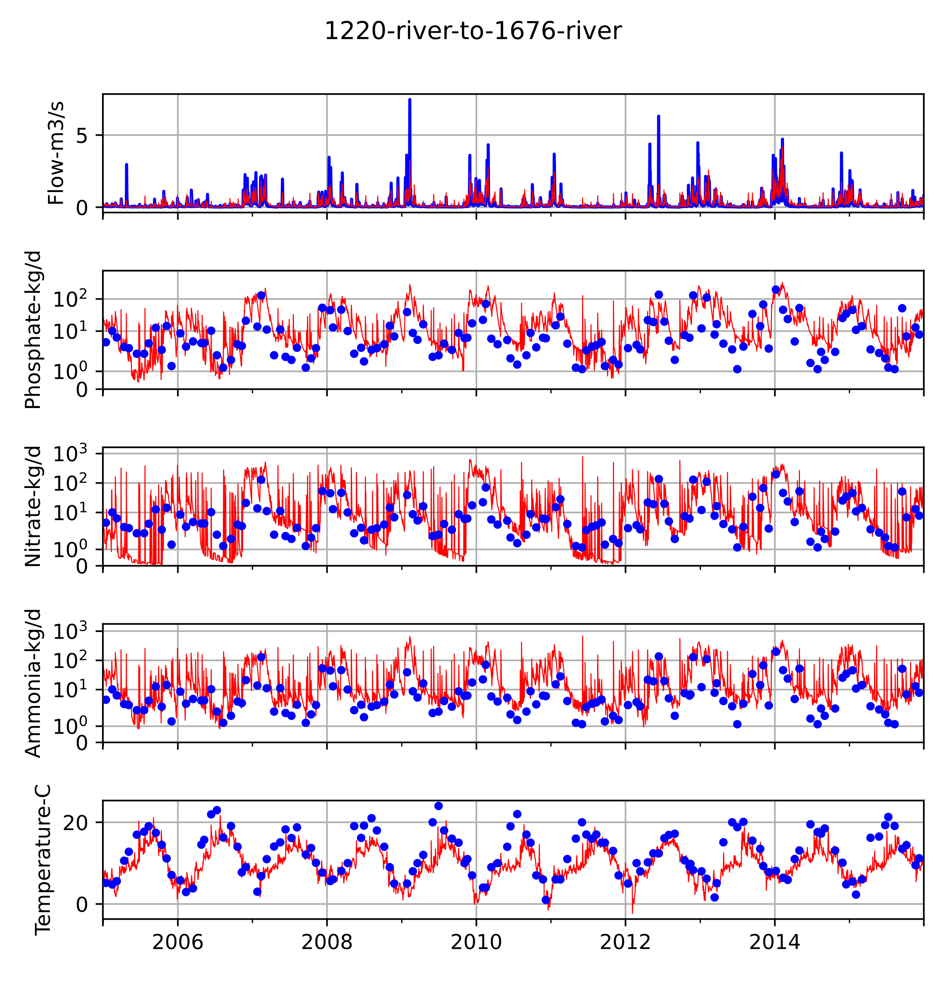 1220-river-to-1676-river
Flow-m3/s
5
0
Phosphate-kg/d
10²
10¹
10⁰
0
Nitrate-kg/d
10³
10²
10¹
10⁰
0
Ammonia-kg/d
10³
10²
10¹
10⁰
0
Temperature-C
20
0
2006 2008 2010 2012 2014